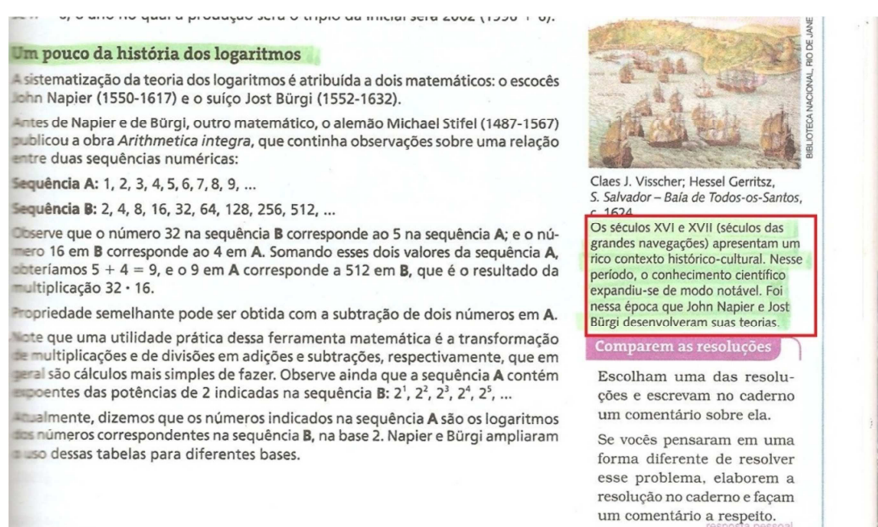 Um pouco da história dos logaritmos
A sistematização da teoria dos logaritmos é atribuída a dois matemáticos: o escocês
John Napier (1550-1617) e o suíço Jost Bürgi (1552-1632).
Antes de Napier e de Bürgi, outro matemático, o alemão Michael Stifel (1487-1567)
publicou a obra Arithmetica integra, que continha observações sobre uma relação
entre duas sequências numéricas:
Sequência A: 1, 2, 3, 4, 5, 6, 7, 8, 9, ...
Sequência B: 2, 4, 8, 16, 32, 64, 128, 256, 512, ...
Observe que o número 32 na sequência B corresponde ao 5 na sequência A; e o nú-
mero 16 em B corresponde ao 4 em A. Somando esses dois valores da sequência A,
obteríamos 5 + 4 = 9, e o 9 em A corresponde a 512 em B, que é o resultado da
multiplicação 32 · 16.
Propriedade semelhante pode ser obtida com a subtração de dois números em A.
Note que uma utilidade prática dessa ferramenta matemática é a transformação
de multiplicações e de divisões em adições e subtrações, respectivamente, que em
geral são cálculos mais simples de fazer. Observe ainda que a sequência A contém
expoentes das potências de 2 indicadas na sequência B: 2¹, 2², 2³, 2⁴, 2⁵, ...
Atualmente, dizemos que os números indicados na sequência A são os logaritmos
dos números correspondentes na sequência B, na base 2. Napier e Bürgi ampliaram
o uso dessas tabelas para diferentes bases.
BIBLIOTECA NACIONAL, RIO DE JANE
Claes J. Visscher; Hessel Gerritsz,
S. Salvador – Baía de Todos-os-Santos,
c. 1624
Os séculos XVI e XVII (séculos das
grandes navegações) apresentam um
rico contexto histórico-cultural. Nesse
período, o conhecimento científico
expandiu-se de modo notável. Foi
nessa época que John Napier e Jost
Bürgi desenvolveram suas teorias.
Comparem as resoluções
Escolham uma das resolu-
ções e escrevam no caderno
um comentário sobre ela.
Se vocês pensaram em uma
forma diferente de resolver
esse problema, elaborem a
resolução no caderno e façam
um comentário a respeito.